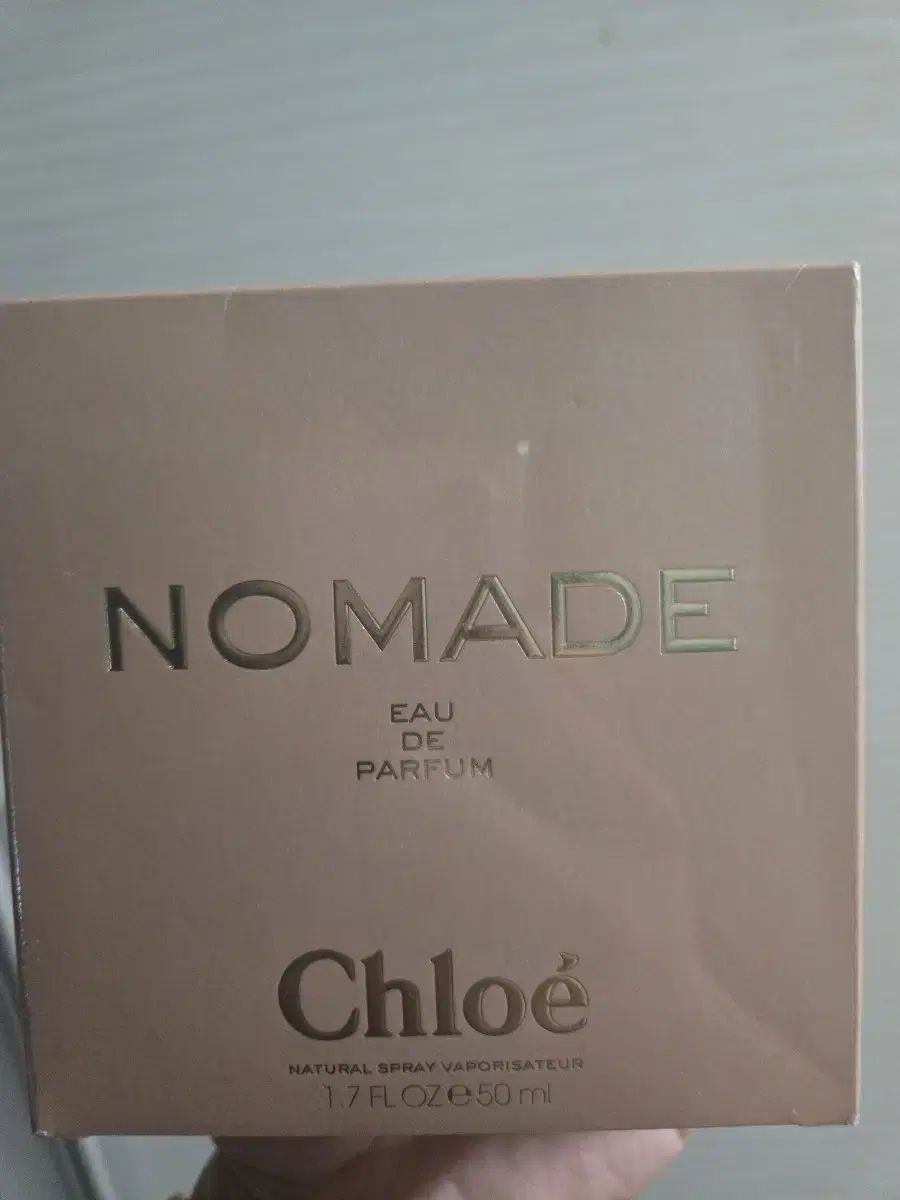 NOMADE
EAU
DE
PARFUM
Chloé
NATURAL SPRAY VAPORISATEUR
1.7 FL OZ e 50 ml